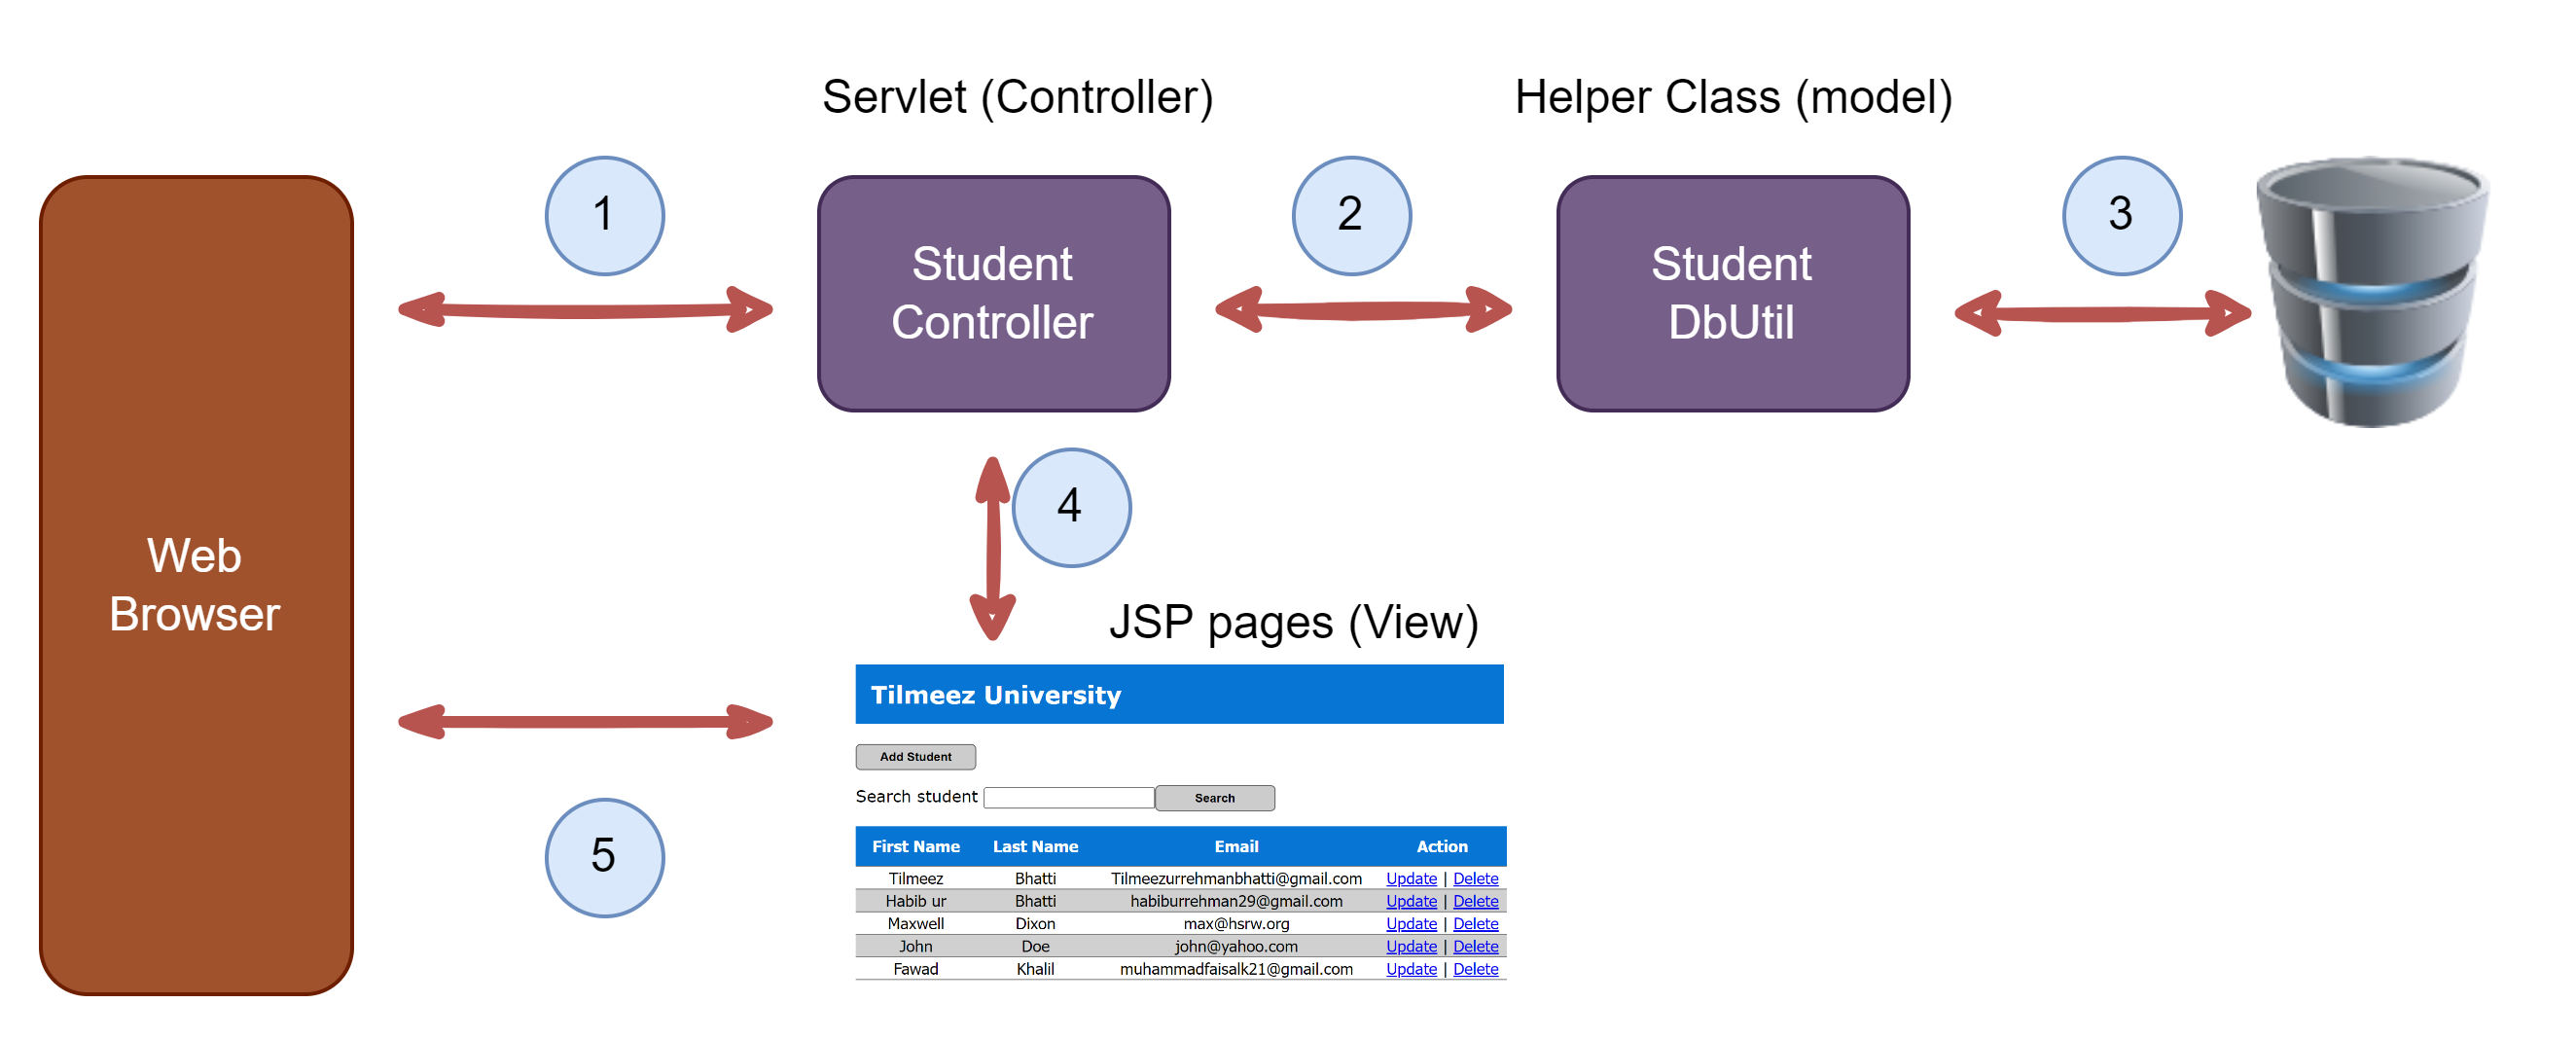 Servlet (Controller)
Helper Class (model)
1
2
3
Student
Controller
Student
DbUtil
4
Web
Browser
JSP pages (View)
Tilmeez University
Add Student
Search student Search
5
First Name Last Name Email Action
Tilmeez Bhatti Tilmeezurrehmanbhatti@gmail.com Update | Delete
Habib ur Bhatti habiburrehman29@gmail.com Update | Delete
Maxwell Dixon max@hsrw.org Update | Delete
John Doe john@yahoo.com Update | Delete
Fawad Khalil muhammadfaisalk21@gmail.com Update | Delete